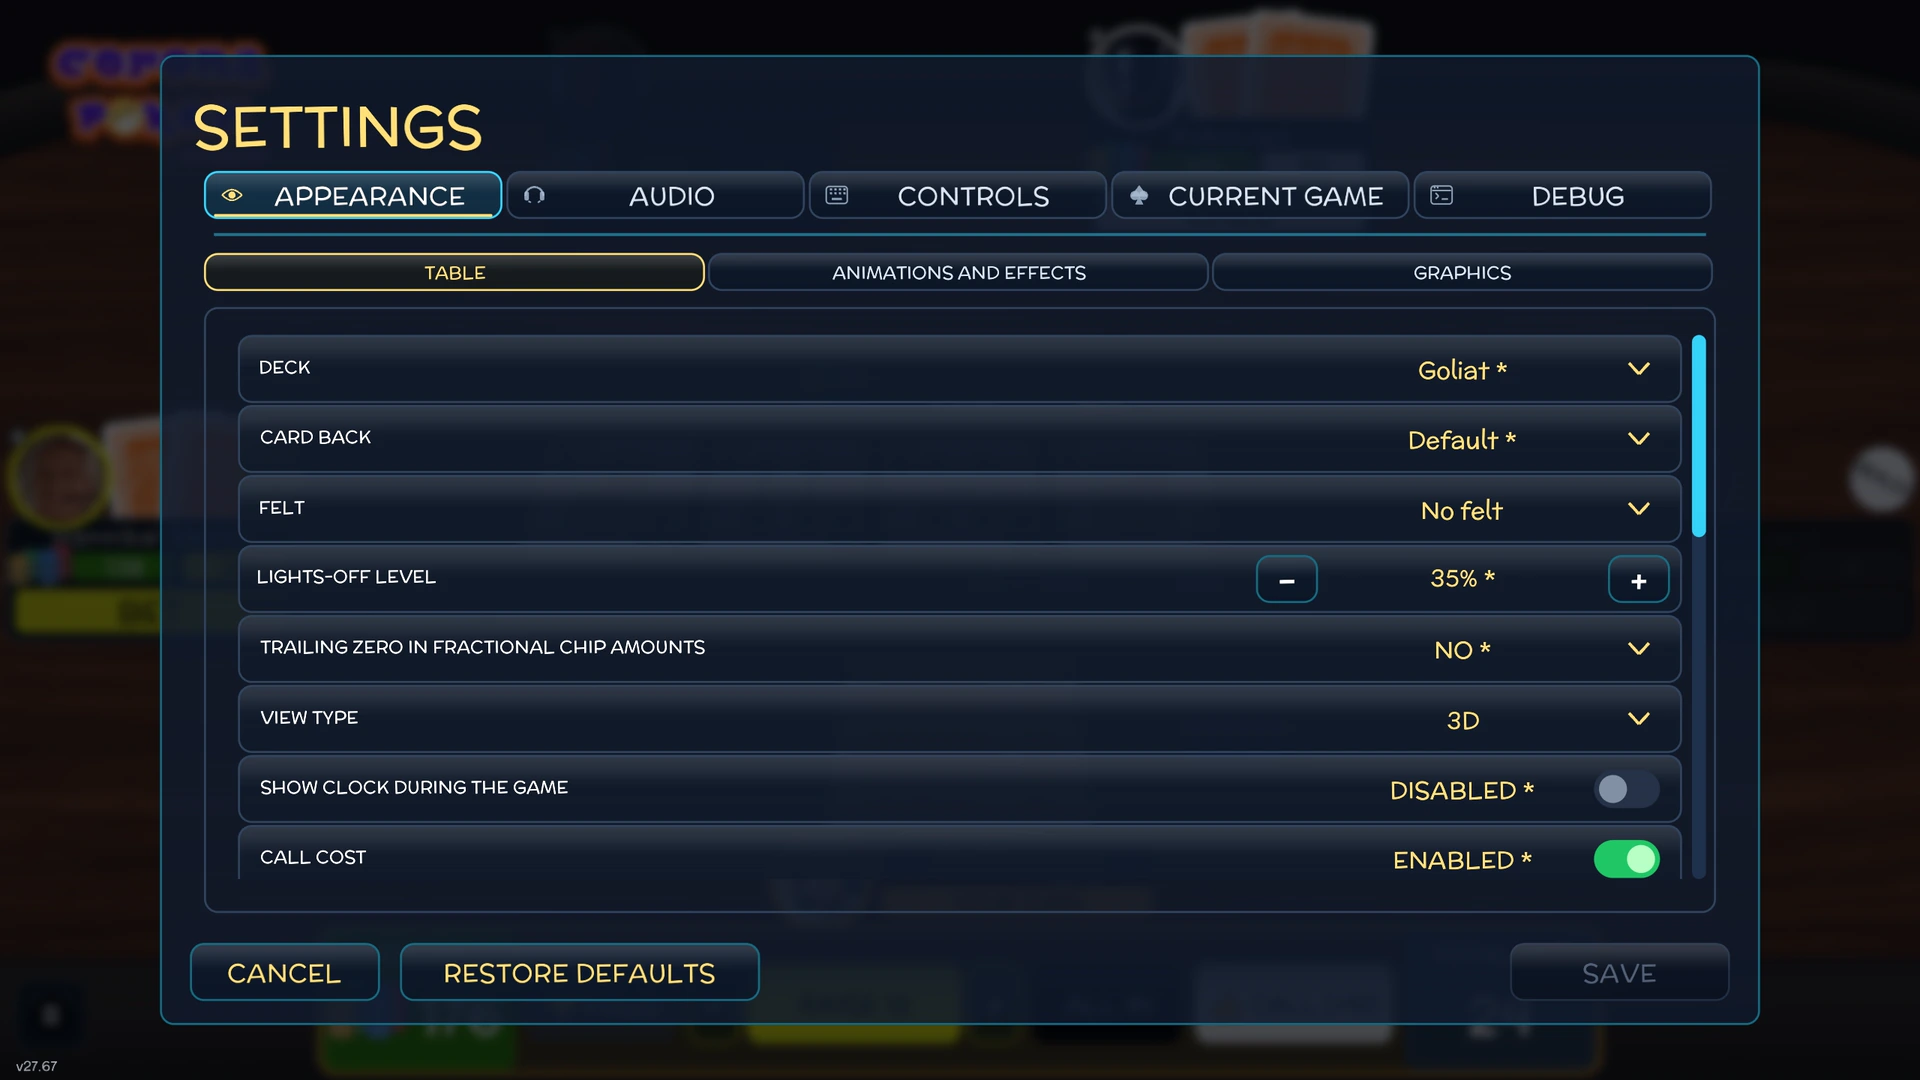 SETTINGS
APPEARANCE
AUDIO
CONTROLS
CURRENT GAME
DEBUG
TABLE
ANIMATIONS AND EFFECTS
GRAPHICS
DECK
Goliat *
CARD BACK
Default *
FELT
No felt
LIGHTS-OFF LEVEL
- 35% * +
TRAILING ZERO IN FRACTIONAL CHIP AMOUNTS
NO *
VIEW TYPE
3D
SHOW CLOCK DURING THE GAME
DISABLED *
CALL COST
ENABLED *
CANCEL
RESTORE DEFAULTS
SAVE
v27.67